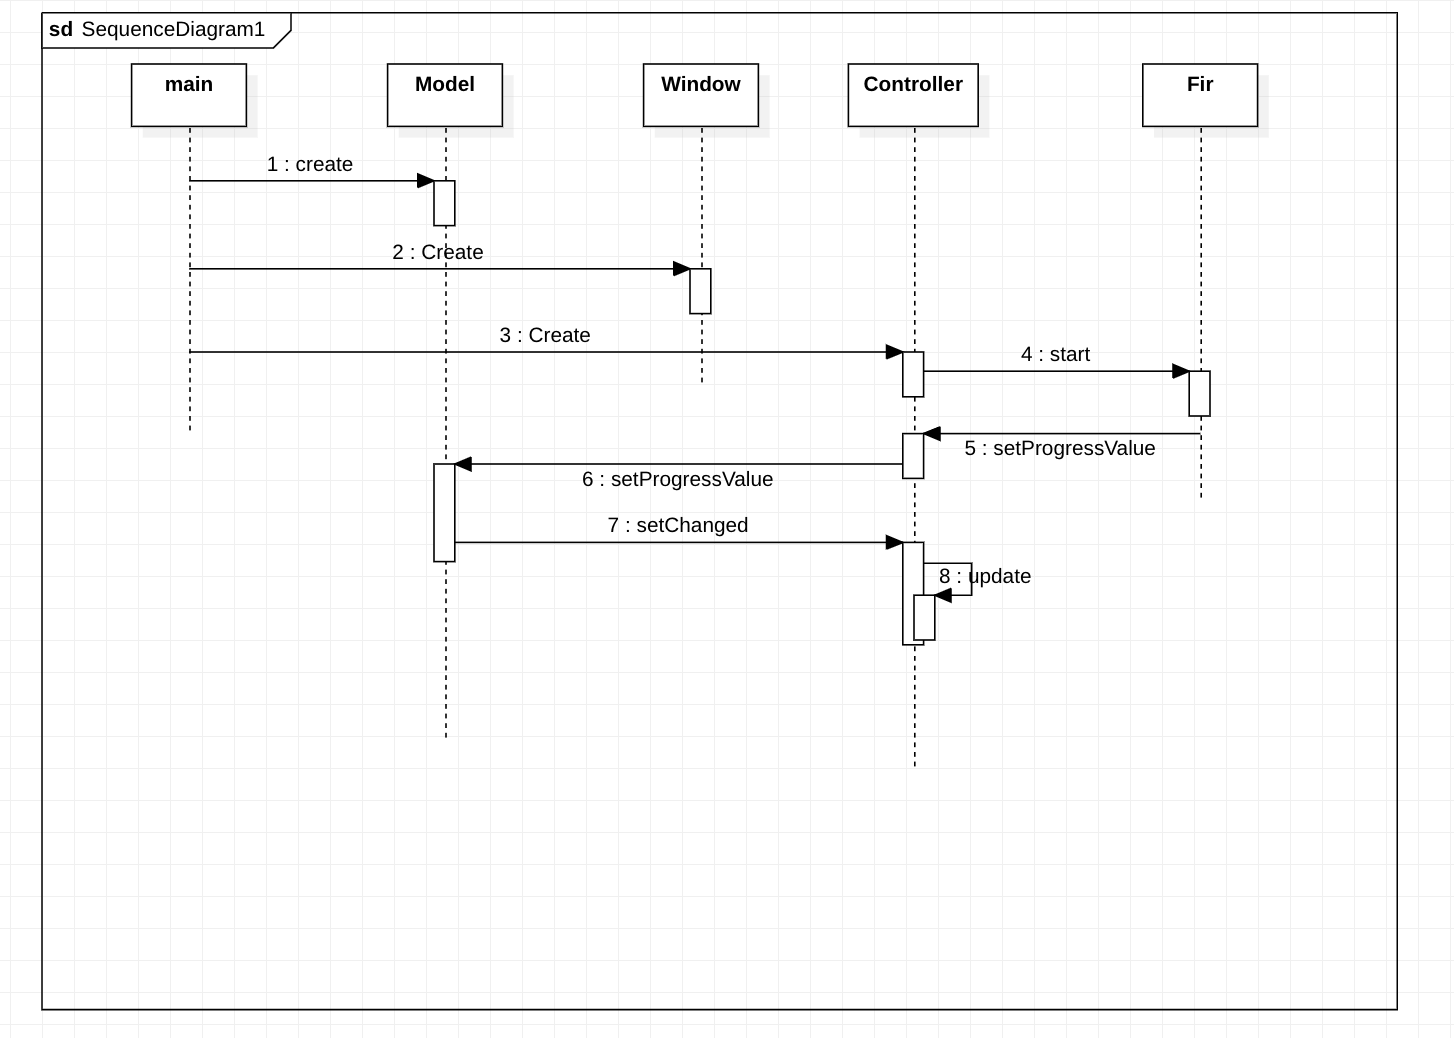 sd SequenceDiagram1
main
Model
Window
Controller
Fir
1 : create
2 : Create
3 : Create
4 : start
5 : setProgressValue
6 : setProgressValue
7 : setChanged
8 : update